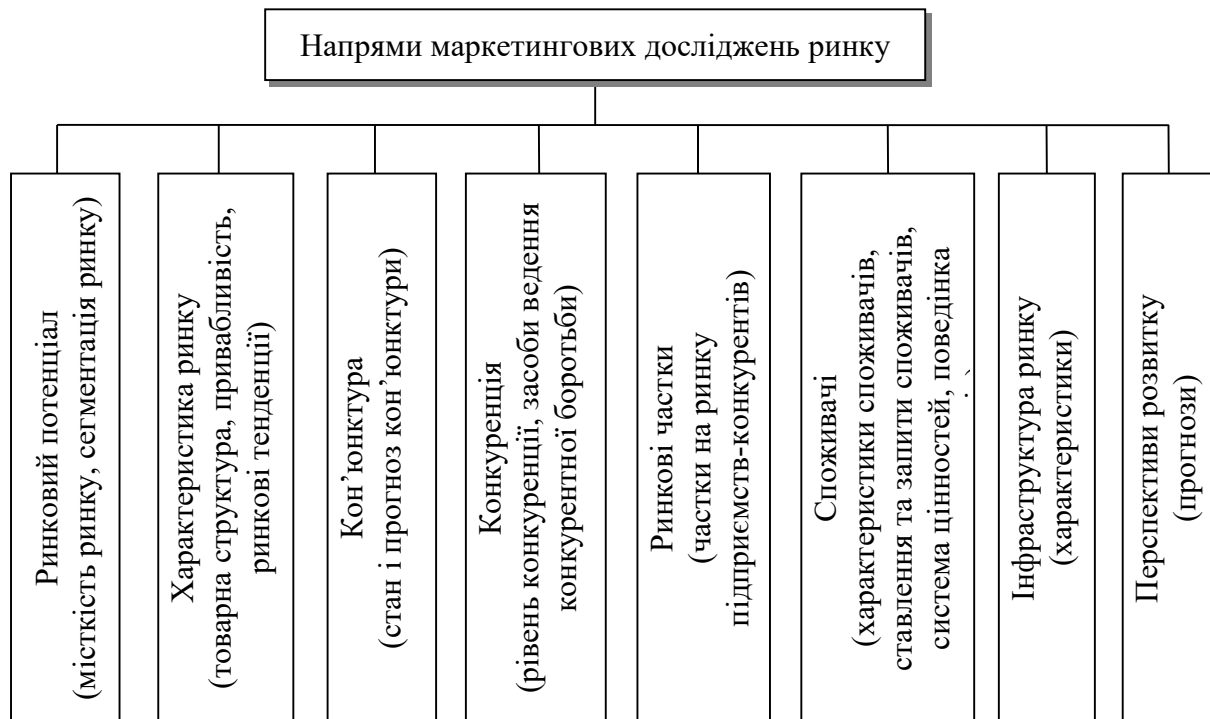 Напрями маркетингових досліджень ринку
Ринковий потенціал
(місткість ринку, сегментація ринку)
Характеристика ринку
(товарна структура, привабливість,
ринкові тенденції)
Кон’юнктура
(стан і прогноз кон’юнктури)
Конкуренція
(рівень конкуренції, засоби ведення
конкурентної боротьби)
Ринкові частки
(частки на ринку
підприємств-конкурентів)
Споживачі
(характеристики споживачів,
ставлення та запити споживачів,
система цінностей, поведінка
Інфраструктура ринку
(характеристики)
Перспективи розвитку
(прогнози)